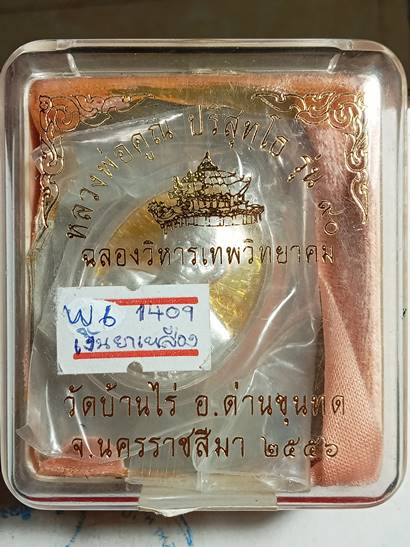 หลวงพ่อคูณ ปริสุทโธ รุ่น ๙๐
ฉลองวิหารเทพวิทยาคม
พ6 1409
เงินยาเหลือง
วัดบ้านไร่ อ.ด่านขุนทด
จ.นครราชสีมา ๒๕๕๖